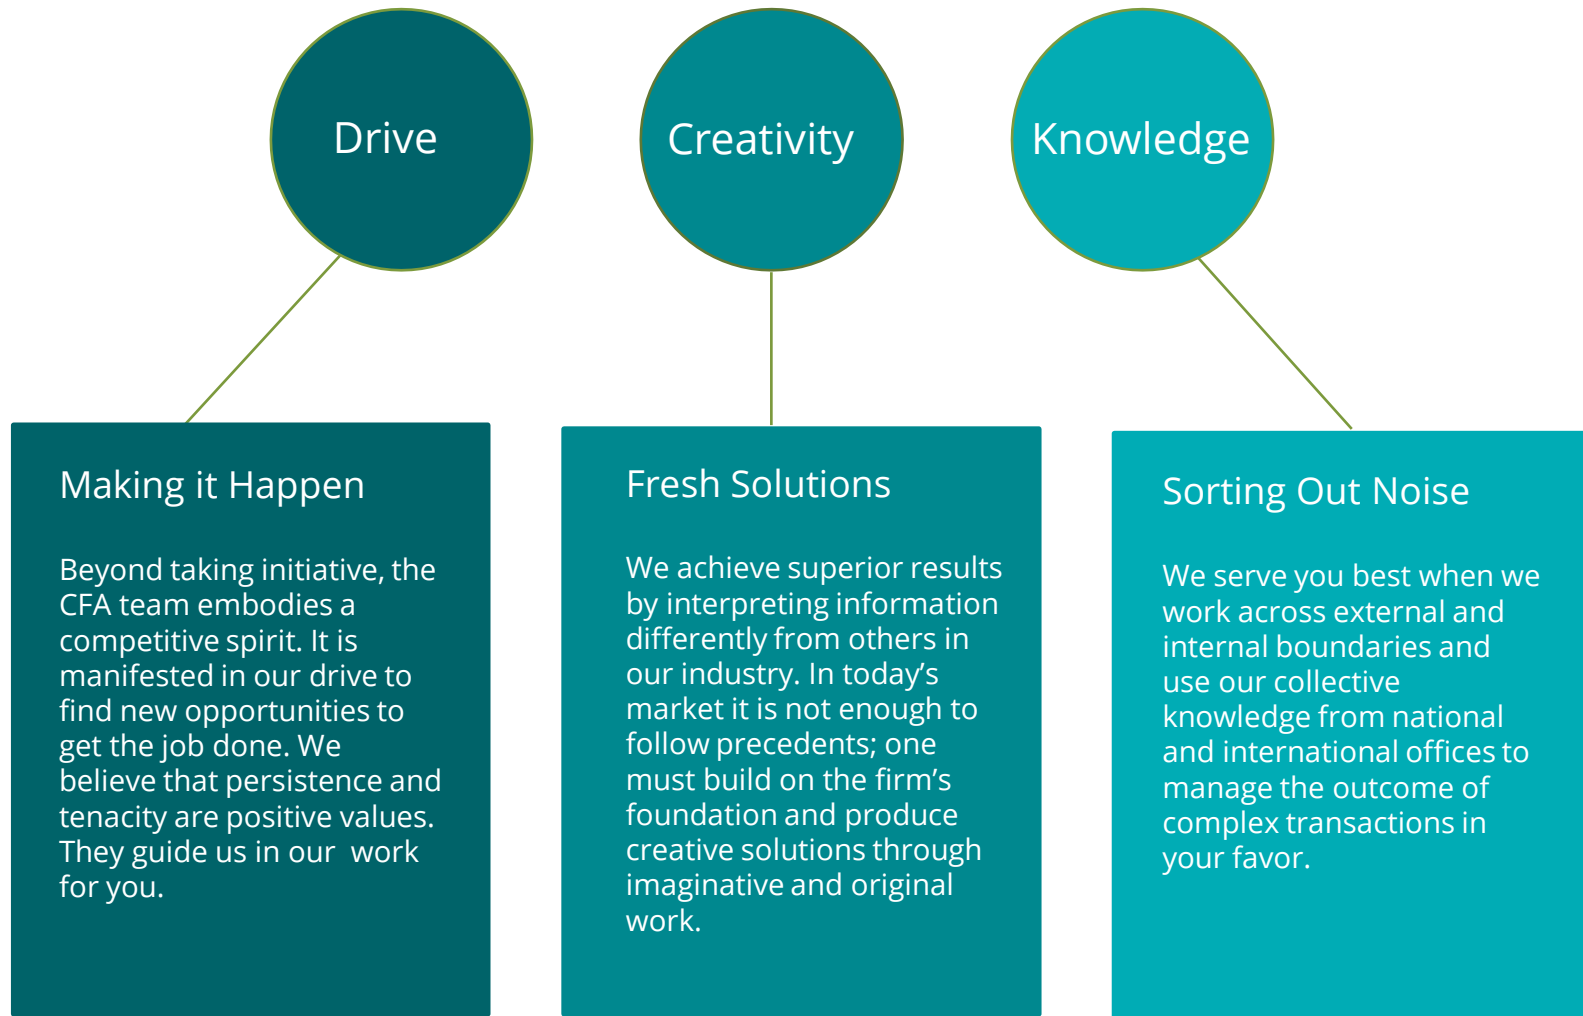 Drive
Creativity
Knowledge
Making it Happen
Beyond taking initiative, the
CFA team embodies a
competitive spirit. It is
manifested in our drive to
find new opportunities to
get the job done. We
believe that persistence and
tenacity are positive values.
They guide us in our  work
for you.
Fresh Solutions
We achieve superior results
by interpreting information
differently from others in
our industry. In today’s
market it is not enough to
follow precedents; one
must build on the firm’s
foundation and produce
creative solutions through
imaginative and original
work.
Sorting Out Noise
We serve you best when we
work across external and
internal boundaries and
use our collective
knowledge from national
and international offices to
manage the outcome of
complex transactions in
your favor.